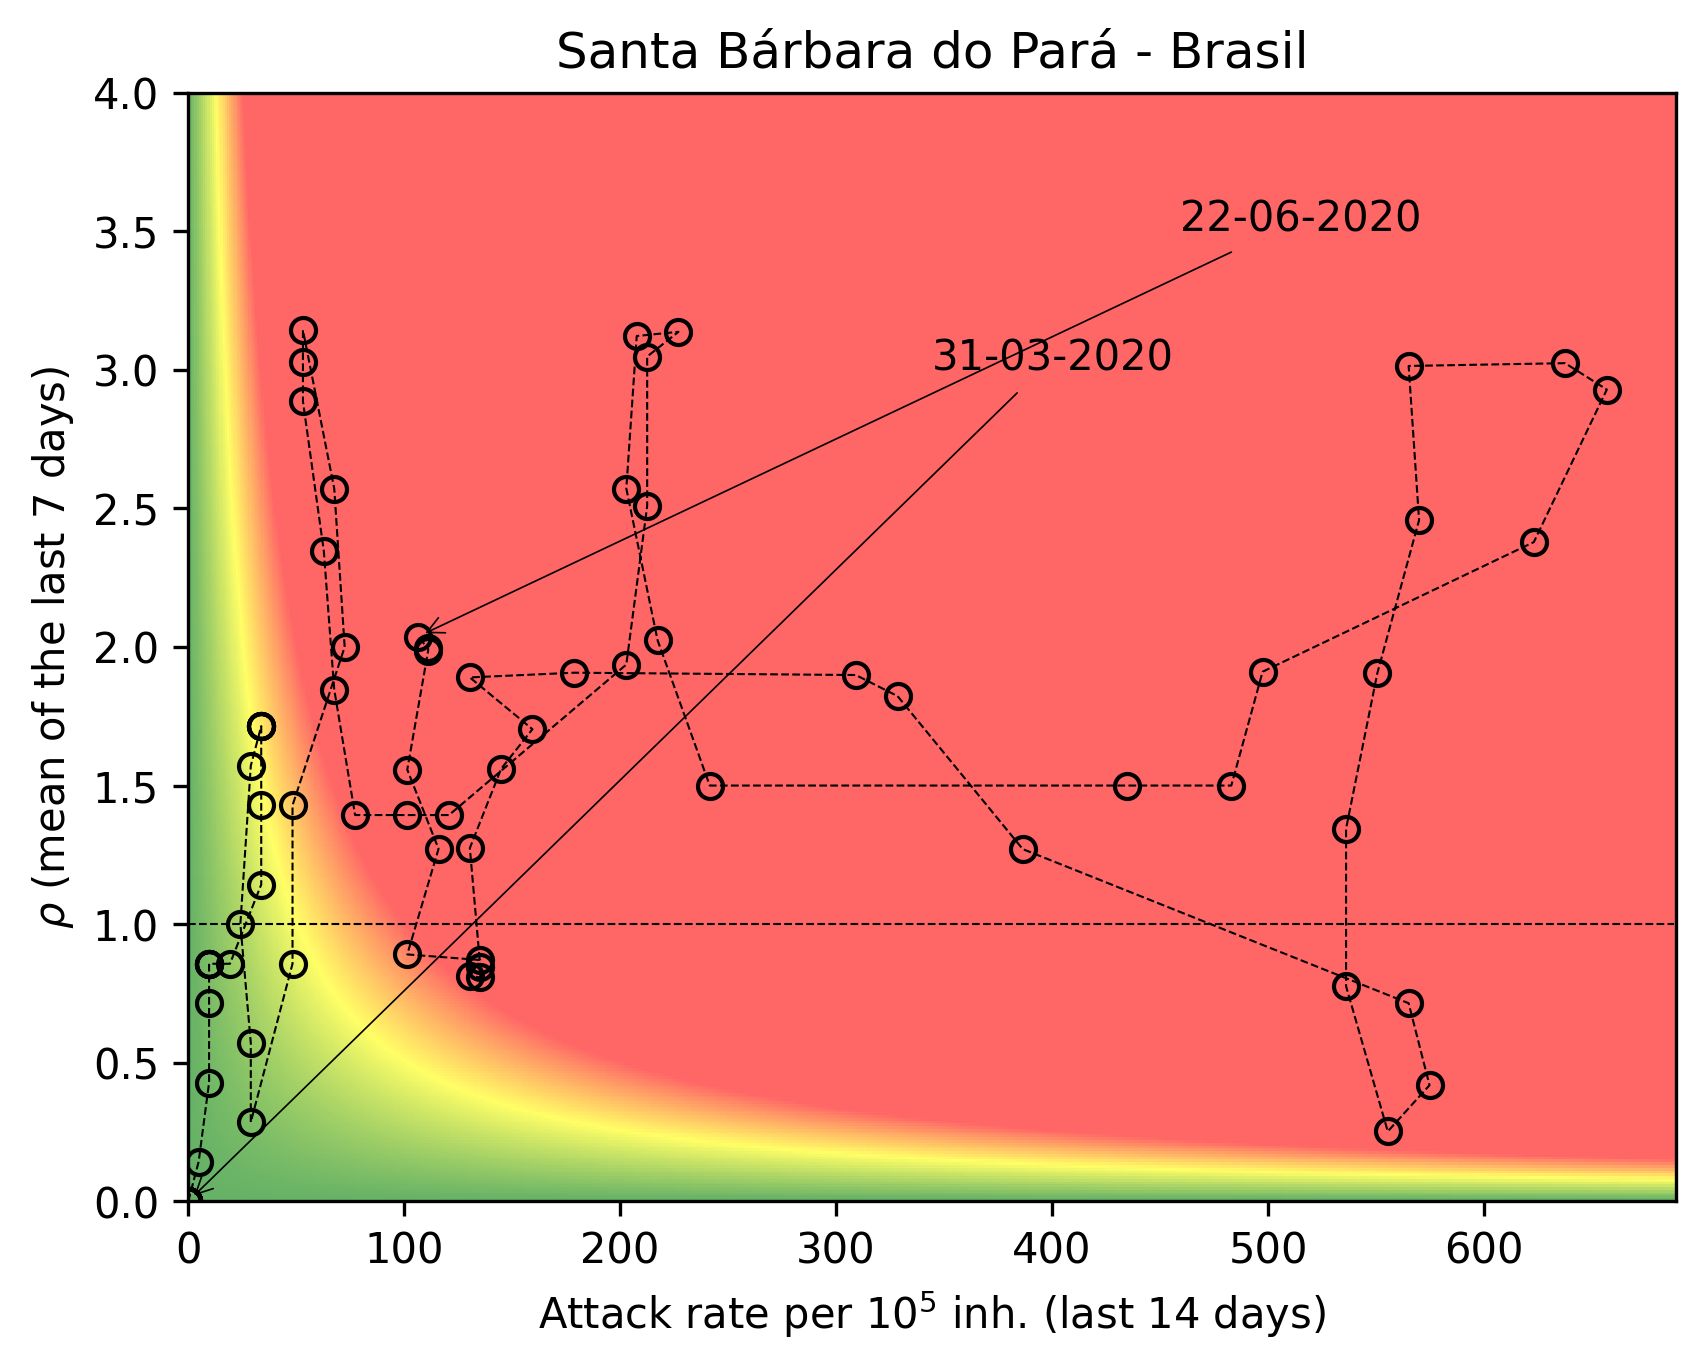 Santa Bárbara do Pará - Brasil
4.0
3.5
3.0
2.5
2.0
1.5
1.0
0.5
0.0
ρ (mean of the last 7 days)
22-06-2020
31-03-2020
0 100 200 300 400 500 600
Attack rate per 10⁵ inh. (last 14 days)